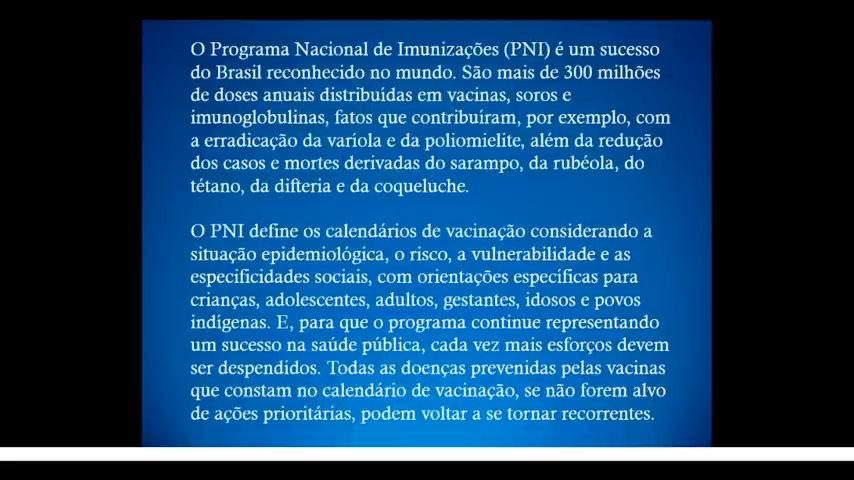 O Programa Nacional de Imunizações (PNI) é um sucesso
do Brasil reconhecido no mundo. São mais de 300 milhões
de doses anuais distribuídas em vacinas, soros e
imunoglobulinas, fatos que contribuíram, por exemplo, com
a erradicação da varíola e da poliomielite, além da redução
dos casos e mortes derivadas do sarampo, da rubéola, do
tétano, da difteria e da coqueluche.
O PNI define os calendários de vacinação considerando a
situação epidemiológica, o risco, a vulnerabilidade e as
especificidades sociais, com orientações específicas para
crianças, adolescentes, adultos, gestantes, idosos e povos
indígenas. E, para que o programa continue representando
um sucesso na saúde pública, cada vez mais esforços devem
ser despendidos. Todas as doenças prevenidas pelas vacinas
que constam no calendário de vacinação, se não forem alvo
de ações prioritárias, podem voltar a se tornar recorrentes.